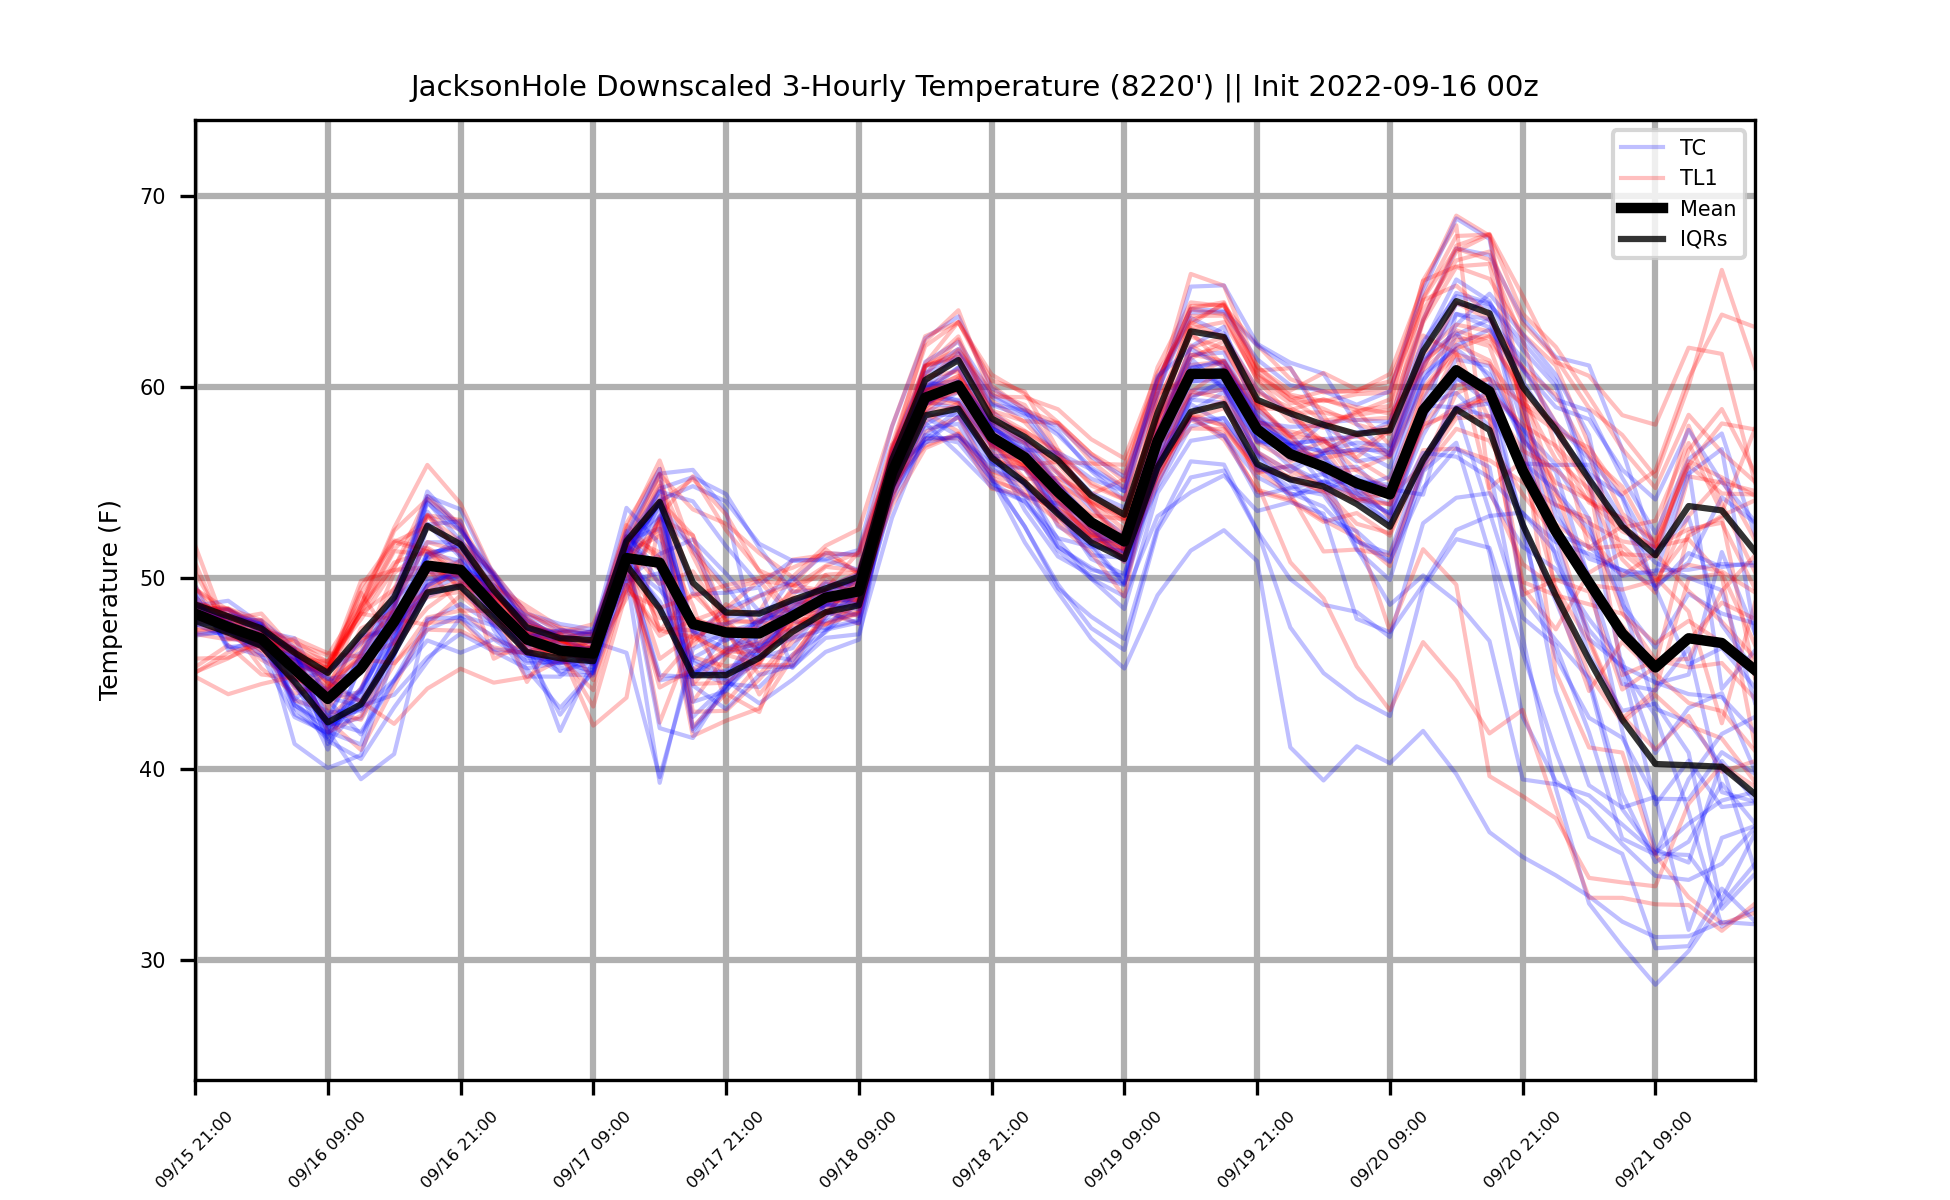 JacksonHole Downscaled 3-Hourly Temperature (8220') || Init 2022-09-16 00z
TC
TL1
Mean
IQRs
Temperature (F)
70
60
50
40
30
09/15 21:00
09/16 09:00
09/16 21:00
09/17 09:00
09/17 21:00
09/18 09:00
09/18 21:00
09/19 09:00
09/19 21:00
09/20 09:00
09/20 21:00
09/21 09:00